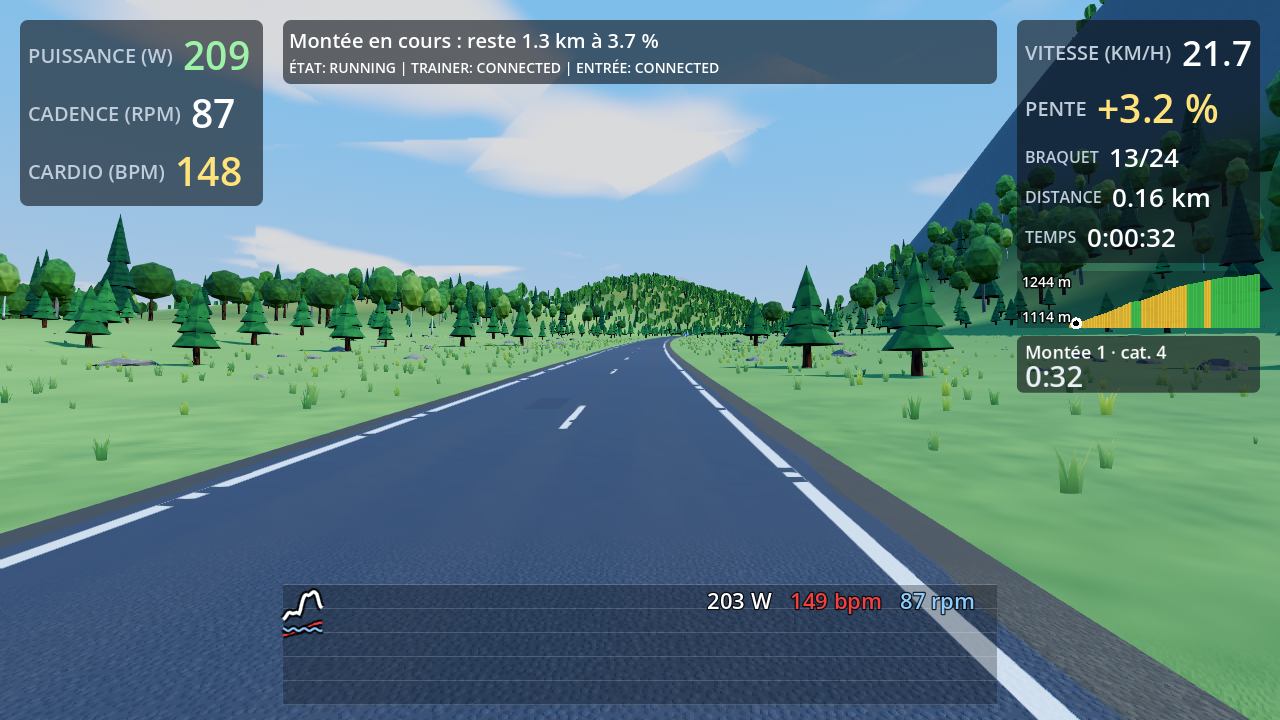 PUISSANCE (W) 209
CADENCE (RPM) 87
CARDIO (BPM) 148
Montée en cours : reste 1.3 km à 3.7 %
ÉTAT: RUNNING | TRAINER: CONNECTED | ENTRÉE: CONNECTED
VITESSE (KM/H) 21.7
PENTE +3.2 %
BRAQUET 13/24
DISTANCE 0.16 km
TEMPS 0:00:32
1244 m
1114 m
Montée 1 · cat. 4
0:32
203 W 149 bpm 87 rpm